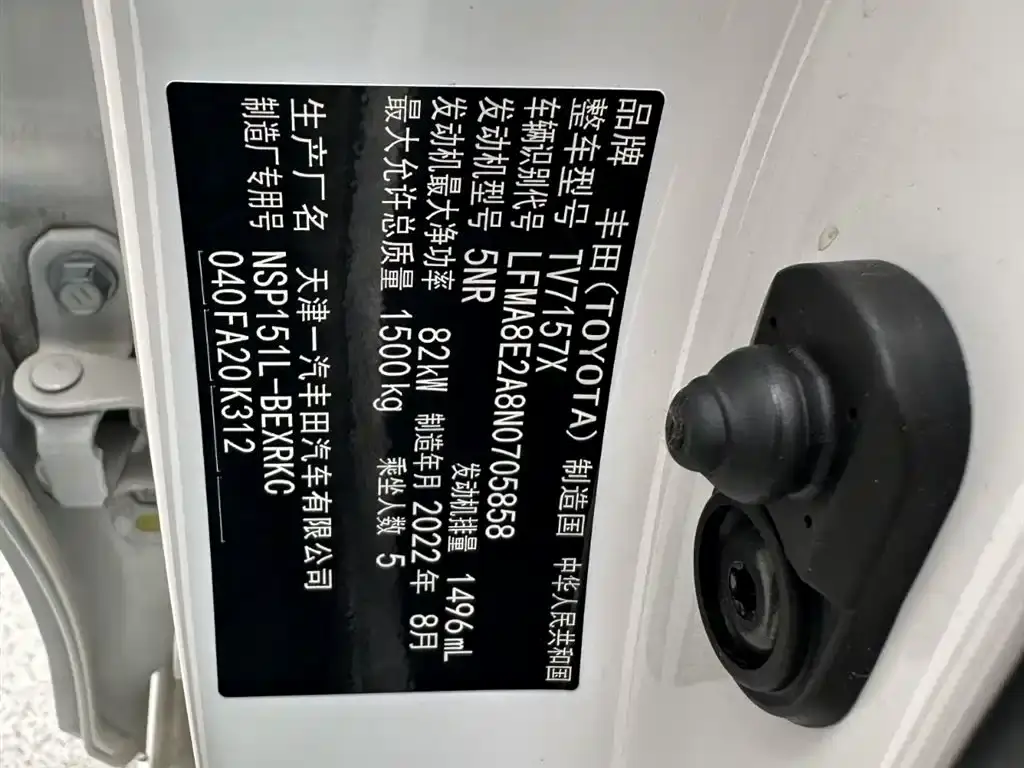 品牌 丰田(TOYOTA) 制造国 中华人民共和国
整车型号 TV7157X
车辆识别代号 LFMA8E2A8N0705858
发动机型号 5NR 发动机排量 1496mL
发动机最大净功率 82kW 制造年月 2022年 8月
最大允许总质量 1500kg 乘坐人数 5
生产厂名 天津一汽丰田汽车有限公司
制造厂专用号 NSP151L-BEXRKC
040FA20K312